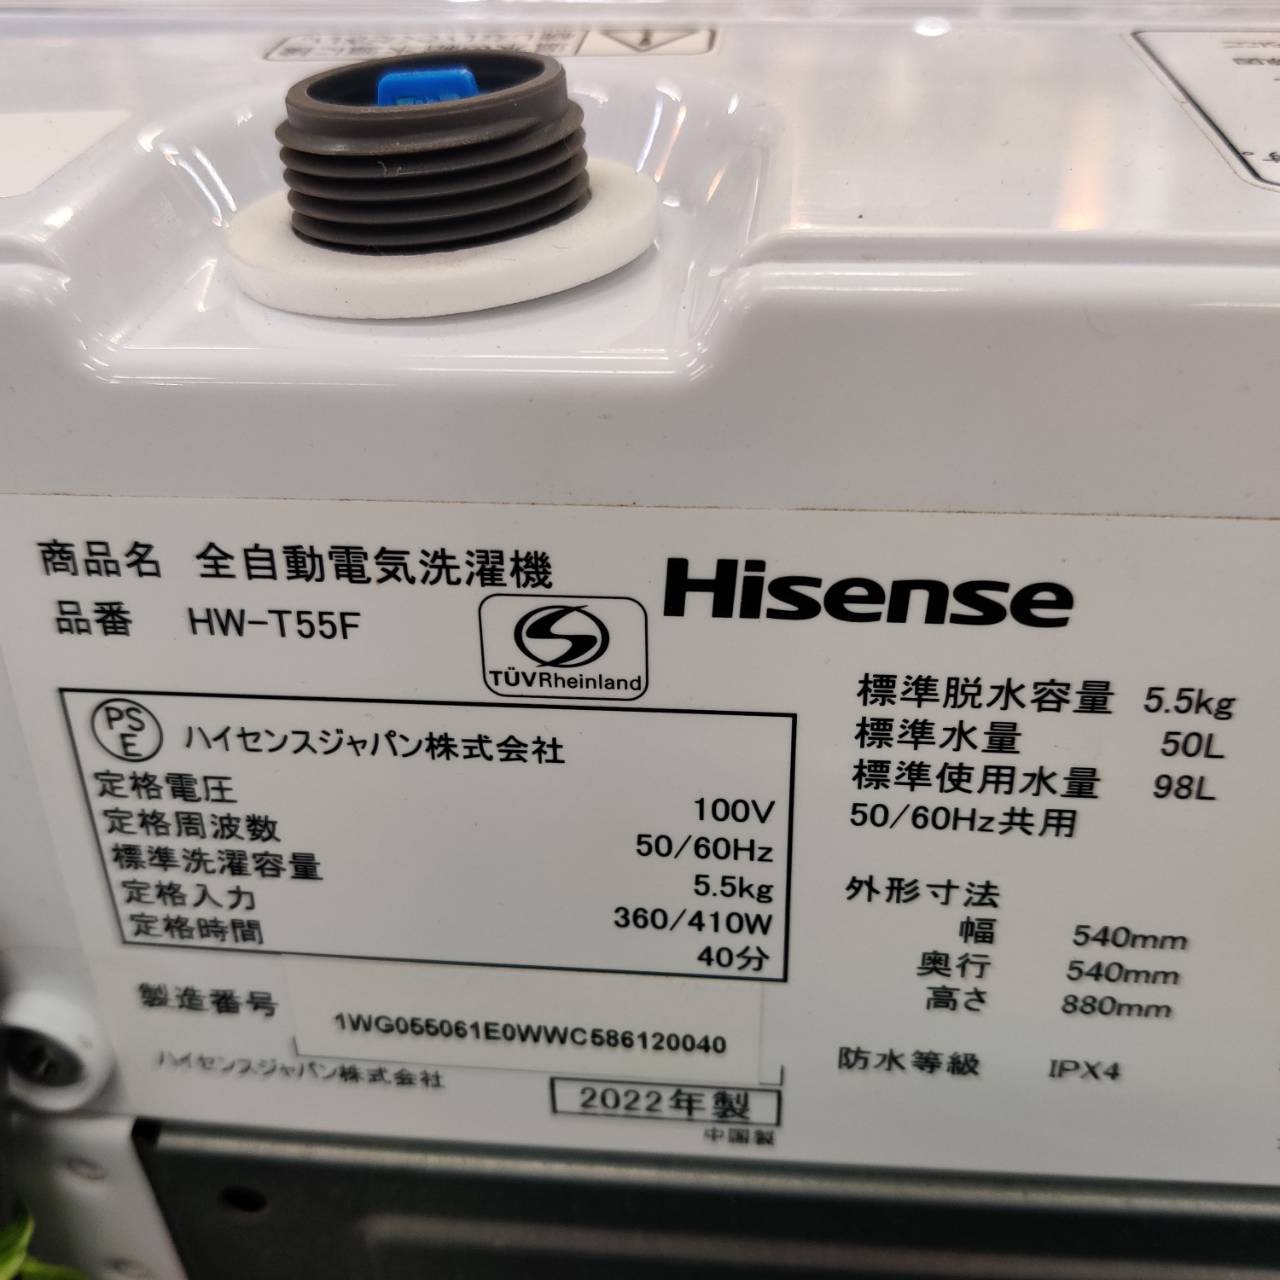 商品名 全自動電気洗濯機
品番 HW-T55F
TÜVRheinland
Hisense
PS
E
ハイセンスジャパン株式会社
定格電圧 100V
定格周波数 50/60Hz
標準洗濯容量 5.5kg
定格入力 360/410W
定格時間 40分
製造番号 1WG055061E0WWC586120040
ハイセンスジャパン株式会社
2022年製
中国製
標準脱水容量 5.5kg
標準水量 50L
標準使用水量 98L
50/60Hz共用
外形寸法
幅 540mm
奥行 540mm
高さ 880mm
防水等級 IPX4